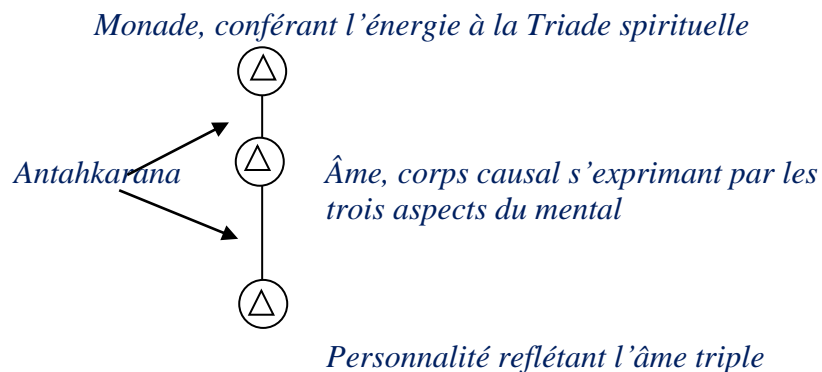 Monade, conférant l’énergie à la Triade spirituelle
Antahkarana
Âme, corps causal s’exprimant par les
trois aspects du mental
Personnalité reflétant l’âme triple